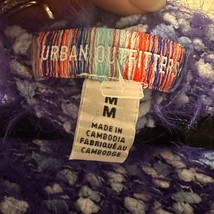 URBAN OUTFITTERS
M
M
MADE IN
CAMBODIA
FABRIQUÉ AU
CAMBODGE